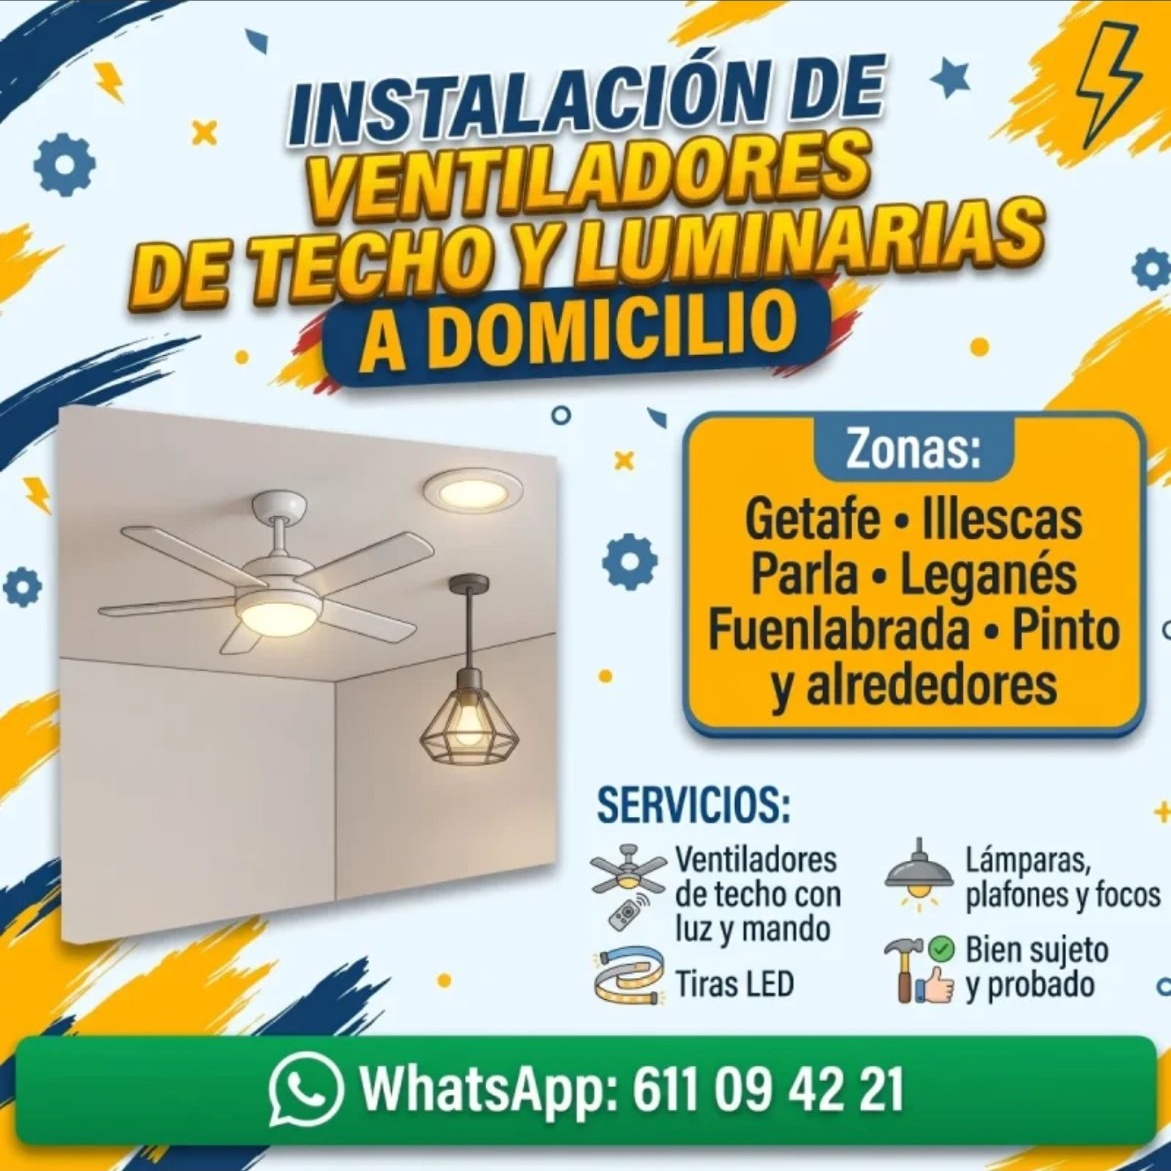 INSTALACIÓN DE
VENTILADORES
DE TECHO Y LUMINARIAS
A DOMICILIO
Zonas:
Getafe • Illescas
Parla • Leganés
Fuenlabrada • Pinto
y alrededores
SERVICIOS:
Ventiladores
de techo con
luz y mando
Lámparas,
plafones y focos
Tiras LED
Bien sujeto
y probado
WhatsApp: 611 09 42 21